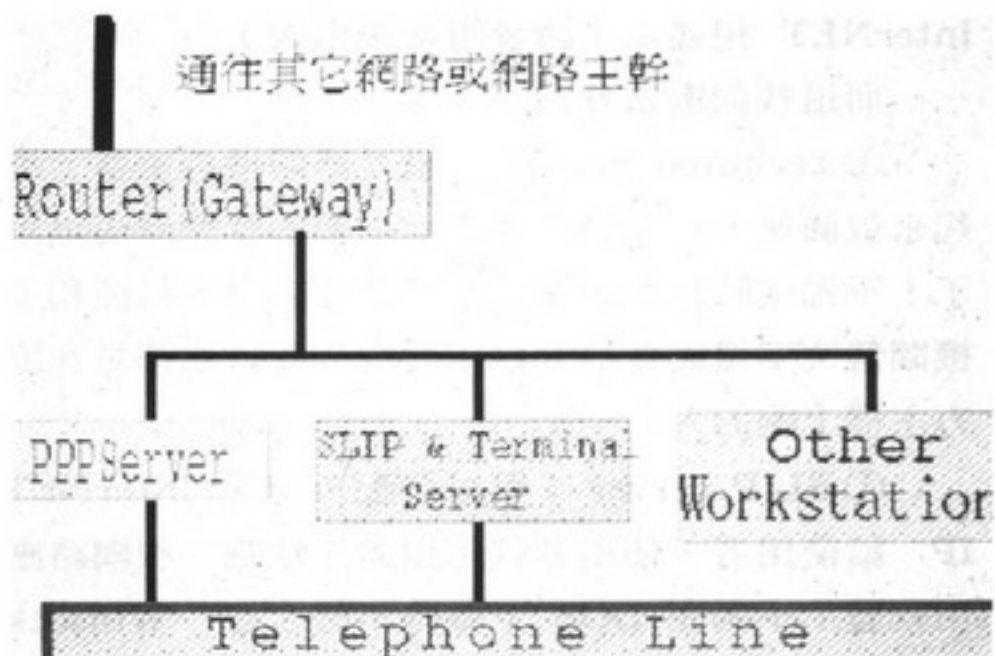 通往其它網路或網路主幹
Router(Gateway)
PPPServer
SLIP & Terminal
Server
Other
Workstation
Telephone Line